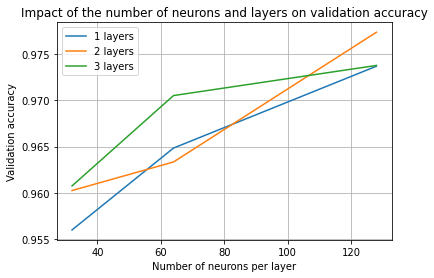 Impact of the number of neurons and layers on validation accuracy
1 layers
2 layers
3 layers
Validation accuracy
0.975
0.970
0.965
0.960
0.955
40 60 80 100 120
Number of neurons per layer